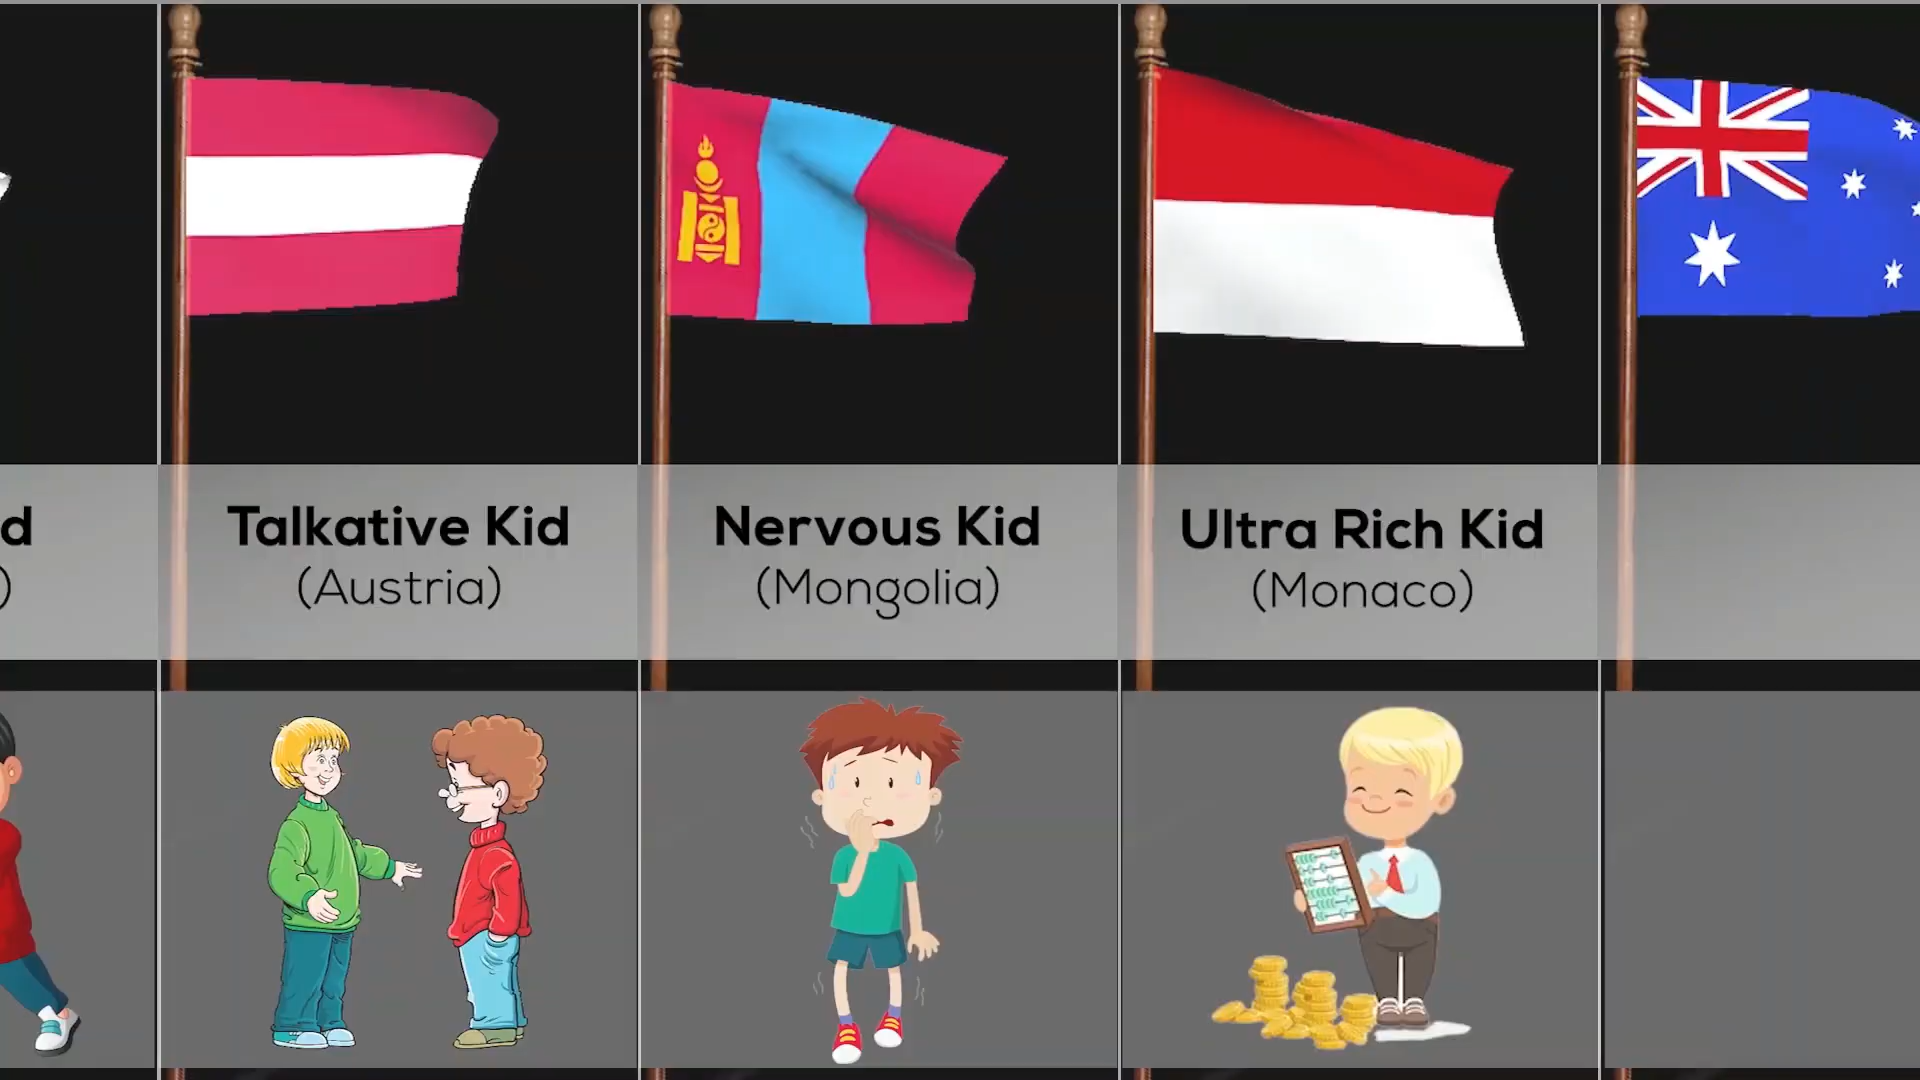 d
)
Talkative Kid
(Austria)
Nervous Kid
(Mongolia)
Ultra Rich Kid
(Monaco)